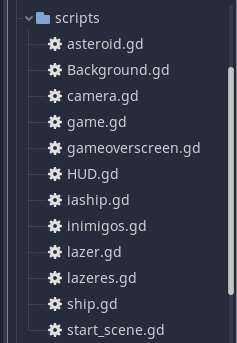 scripts
asteroid.gd
Background.gd
camera.gd
game.gd
gameoverscreen.gd
HUD.gd
iaship.gd
inimigos.gd
lazer.gd
lazeres.gd
ship.gd
start_scene.gd